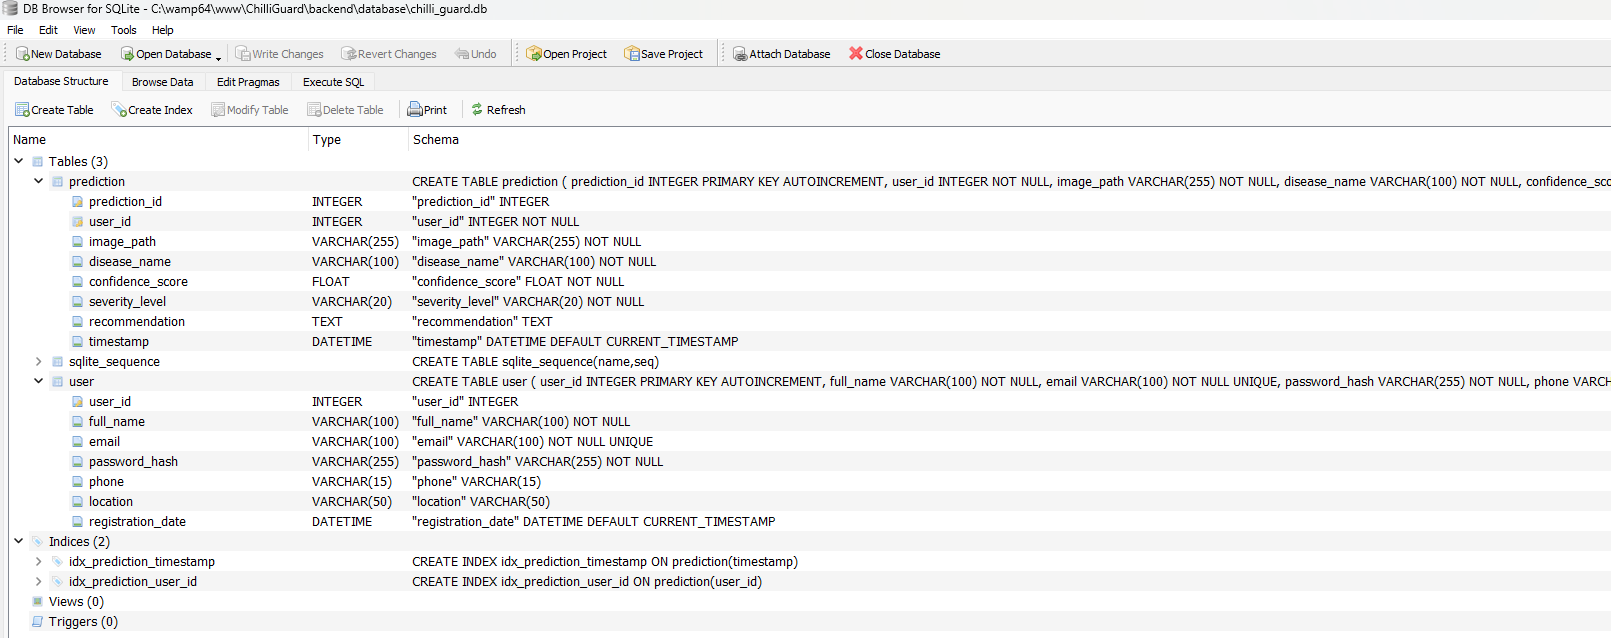 DB Browser for SQLite - C:\wamp64\www\ChilliGuard\backend\database\chilli_guard.db
File Edit View Tools Help
New Database Open Database Write Changes Revert Changes Undo Open Project Save Project Attach Database Close Database
Database Structure Browse Data Edit Pragmas Execute SQL
Create Table Create Index Modify Table Delete Table Print Refresh
Name Type Schema
Tables (3)
prediction CREATE TABLE prediction ( prediction_id INTEGER PRIMARY KEY AUTOINCREMENT, user_id INTEGER NOT NULL, image_path VARCHAR(255) NOT NULL, disease_name VARCHAR(100) NOT NULL, confidence_sco
prediction_id INTEGER "prediction_id" INTEGER
user_id INTEGER "user_id" INTEGER NOT NULL
image_path VARCHAR(255) "image_path" VARCHAR(255) NOT NULL
disease_name VARCHAR(100) "disease_name" VARCHAR(100) NOT NULL
confidence_score FLOAT "confidence_score" FLOAT NOT NULL
severity_level VARCHAR(20) "severity_level" VARCHAR(20) NOT NULL
recommendation TEXT "recommendation" TEXT
timestamp DATETIME "timestamp" DATETIME DEFAULT CURRENT_TIMESTAMP
sqlite_sequence CREATE TABLE sqlite_sequence(name,seq)
user CREATE TABLE user ( user_id INTEGER PRIMARY KEY AUTOINCREMENT, full_name VARCHAR(100) NOT NULL, email VARCHAR(100) NOT NULL UNIQUE, password_hash VARCHAR(255) NOT NULL, phone VARCH
user_id INTEGER "user_id" INTEGER
full_name VARCHAR(100) "full_name" VARCHAR(100) NOT NULL
email VARCHAR(100) "email" VARCHAR(100) NOT NULL UNIQUE
password_hash VARCHAR(255) "password_hash" VARCHAR(255) NOT NULL
phone VARCHAR(15) "phone" VARCHAR(15)
location VARCHAR(50) "location" VARCHAR(50)
registration_date DATETIME "registration_date" DATETIME DEFAULT CURRENT_TIMESTAMP
Indices (2)
idx_prediction_timestamp CREATE INDEX idx_prediction_timestamp ON prediction(timestamp)
idx_prediction_user_id CREATE INDEX idx_prediction_user_id ON prediction(user_id)
Views (0)
Triggers (0)